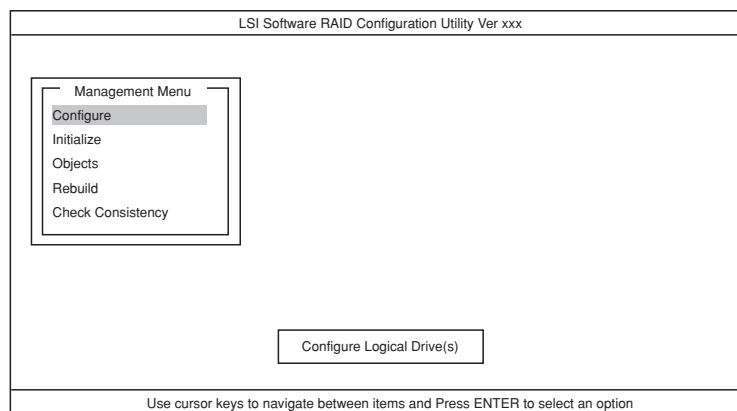 LSI Software RAID Configuration Utility Ver xxx
Management Menu
Configure
Initialize
Objects
Rebuild
Check Consistency
Configure Logical Drive(s)
Use cursor keys to navigate between items and Press ENTER to select an option